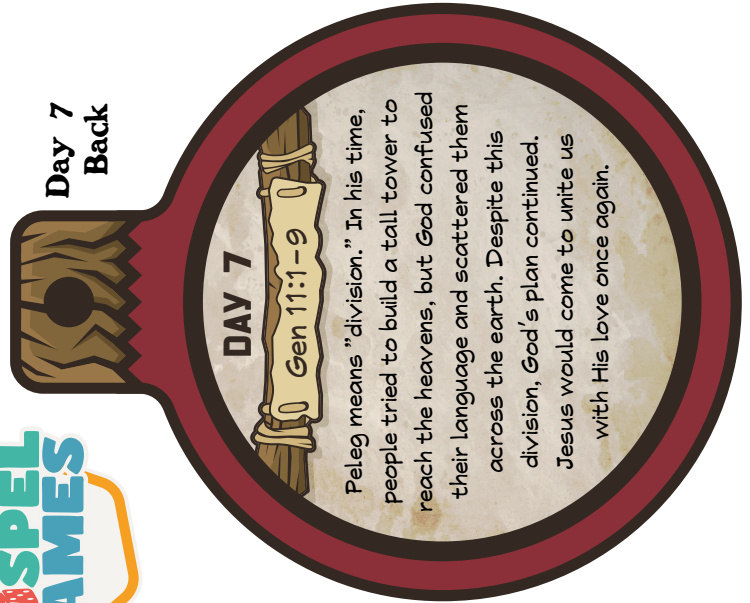 Day 7
Back
SPEL
AMES
DAY 7
Gen 11:1-9
Peleg means "division." In his time,
people tried to build a tall tower to
reach the heavens, but God confused
their language and scattered them
across the earth. Despite this
division, God's plan continued.
Jesus would come to unite us
with His love once again.